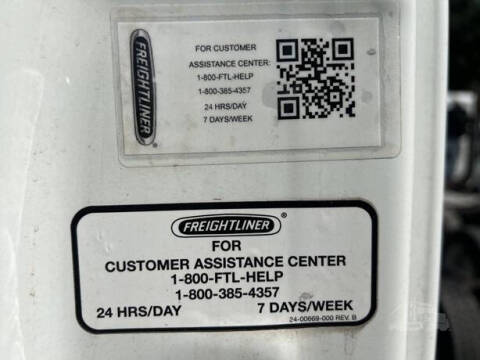 FREIGHTLINER®
FOR CUSTOMER
ASSISTANCE CENTER:
1-800-FTL-HELP
1-800-385-4357
24 HRS/DAY
7 DAYS/WEEK
FREIGHTLINER®
FOR
CUSTOMER ASSISTANCE CENTER
1-800-FTL-HELP
1-800-385-4357
24 HRS/DAY 7 DAYS/WEEK
24-00669-000 REV. B